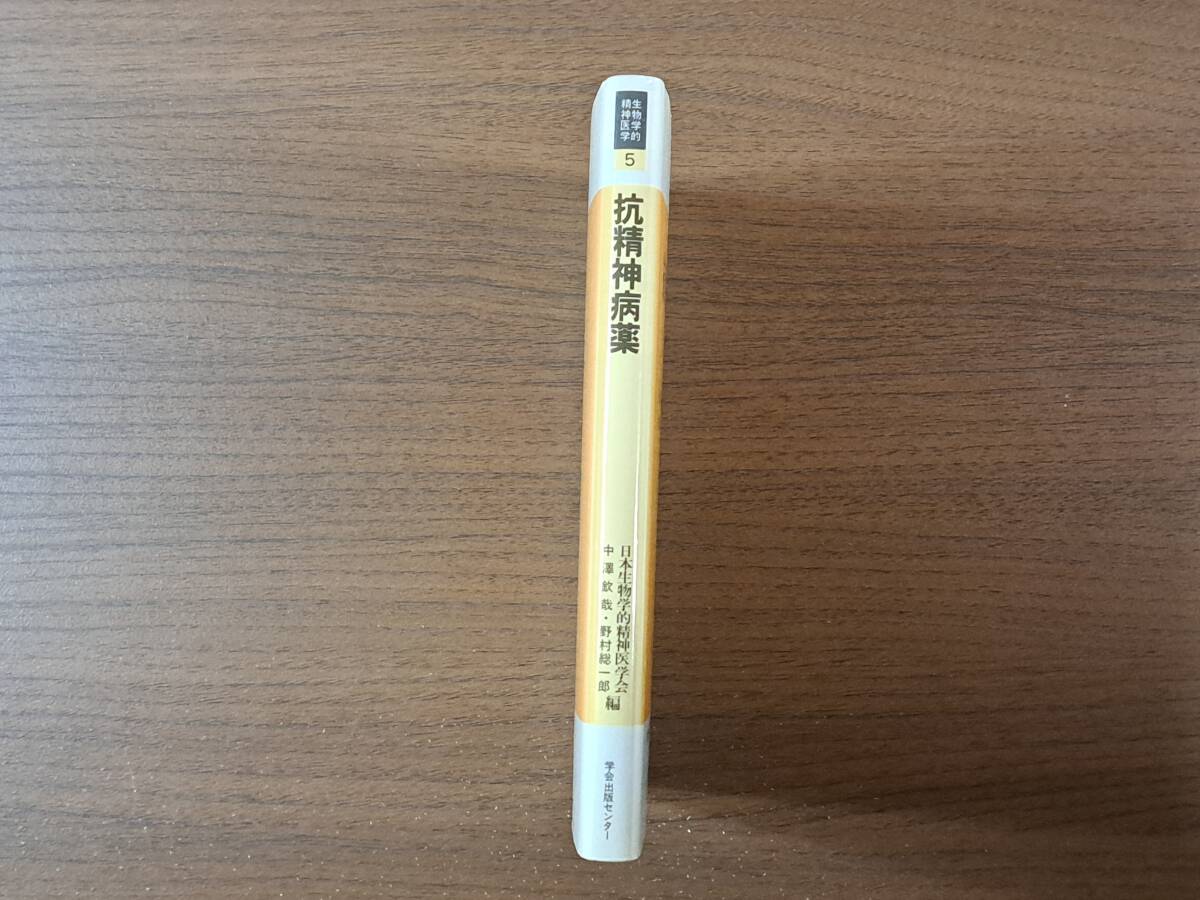 生物学的
精神医学
5
抗精神病薬
日本生物学的精神医学会
中澤欽哉・野村総一郎
編
学会出版センター